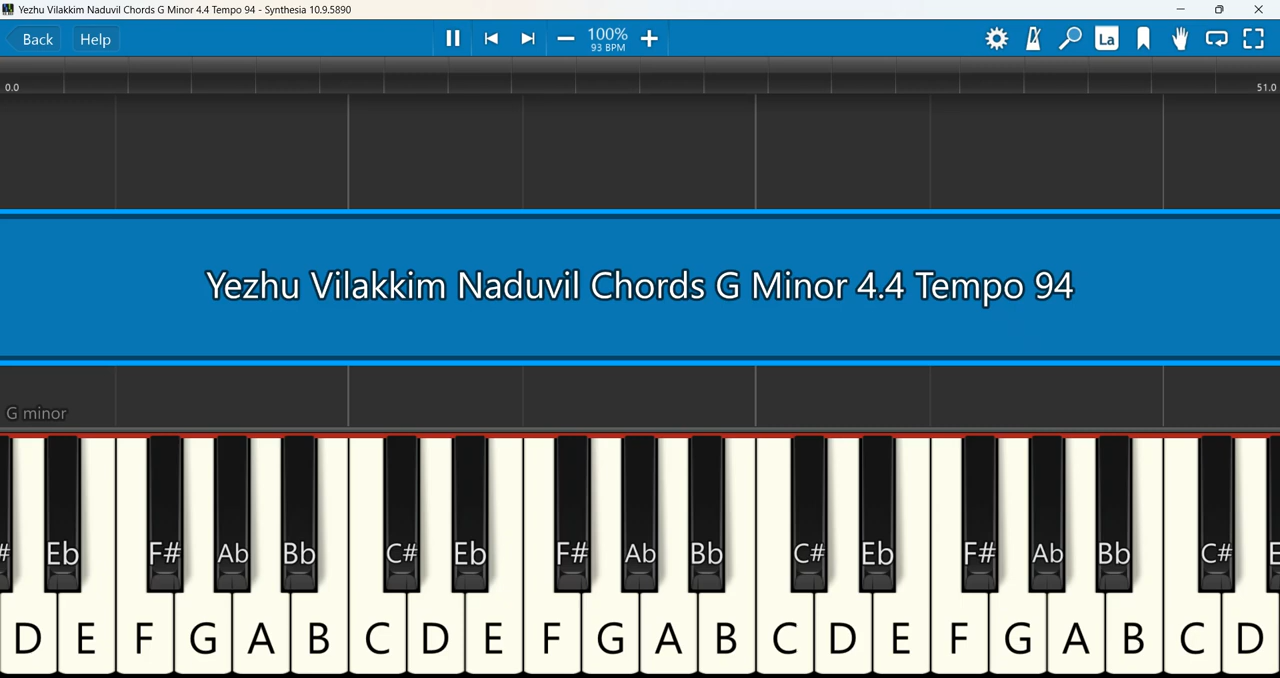 Yezhu Vilakkim Naduvil Chords G Minor 4.4 Tempo 94 - Synthesia 10.9.5890
Back Help 100% La
93 BPM
0.0 51.0
Yezhu Vilakkim Naduvil Chords G Minor 4.4 Tempo 94
G minor
# Eb F# Ab Bb C# Eb F# Ab Bb C# Eb F# Ab Bb C# E
D E F G A B C D E F G A B C D E F G A B C D